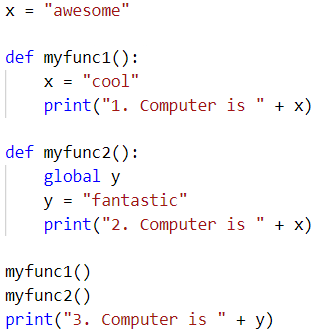 x = "awesome"

def myfunc1():
    x = "cool"
    print("1. Computer is " + x)

def myfunc2():
    global y
    y = "fantastic"
    print("2. Computer is " + x)

myfunc1()
myfunc2()
print("3. Computer is " + y)